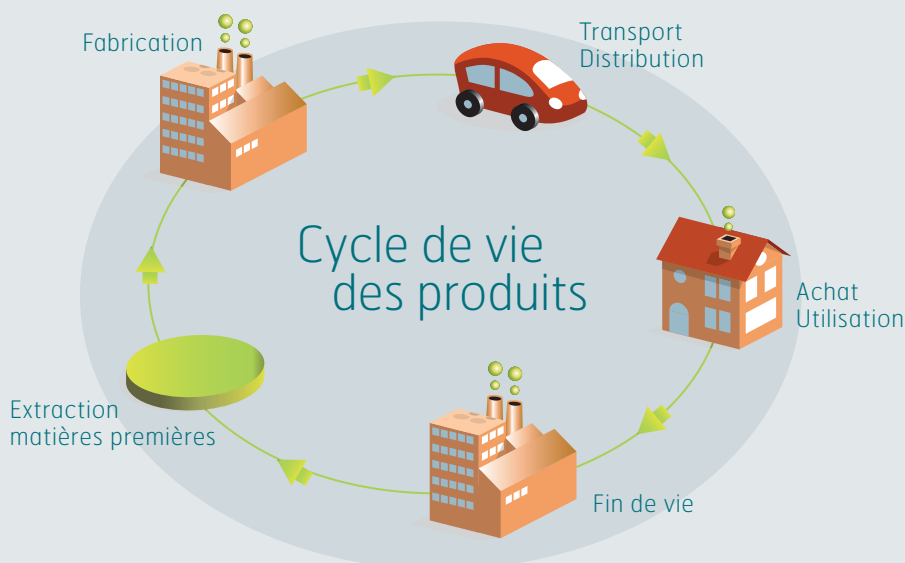 Fabrication
Transport
Distribution
Cycle de vie
des produits
Achat
Utilisation
Extraction
matières premières
Fin de vie